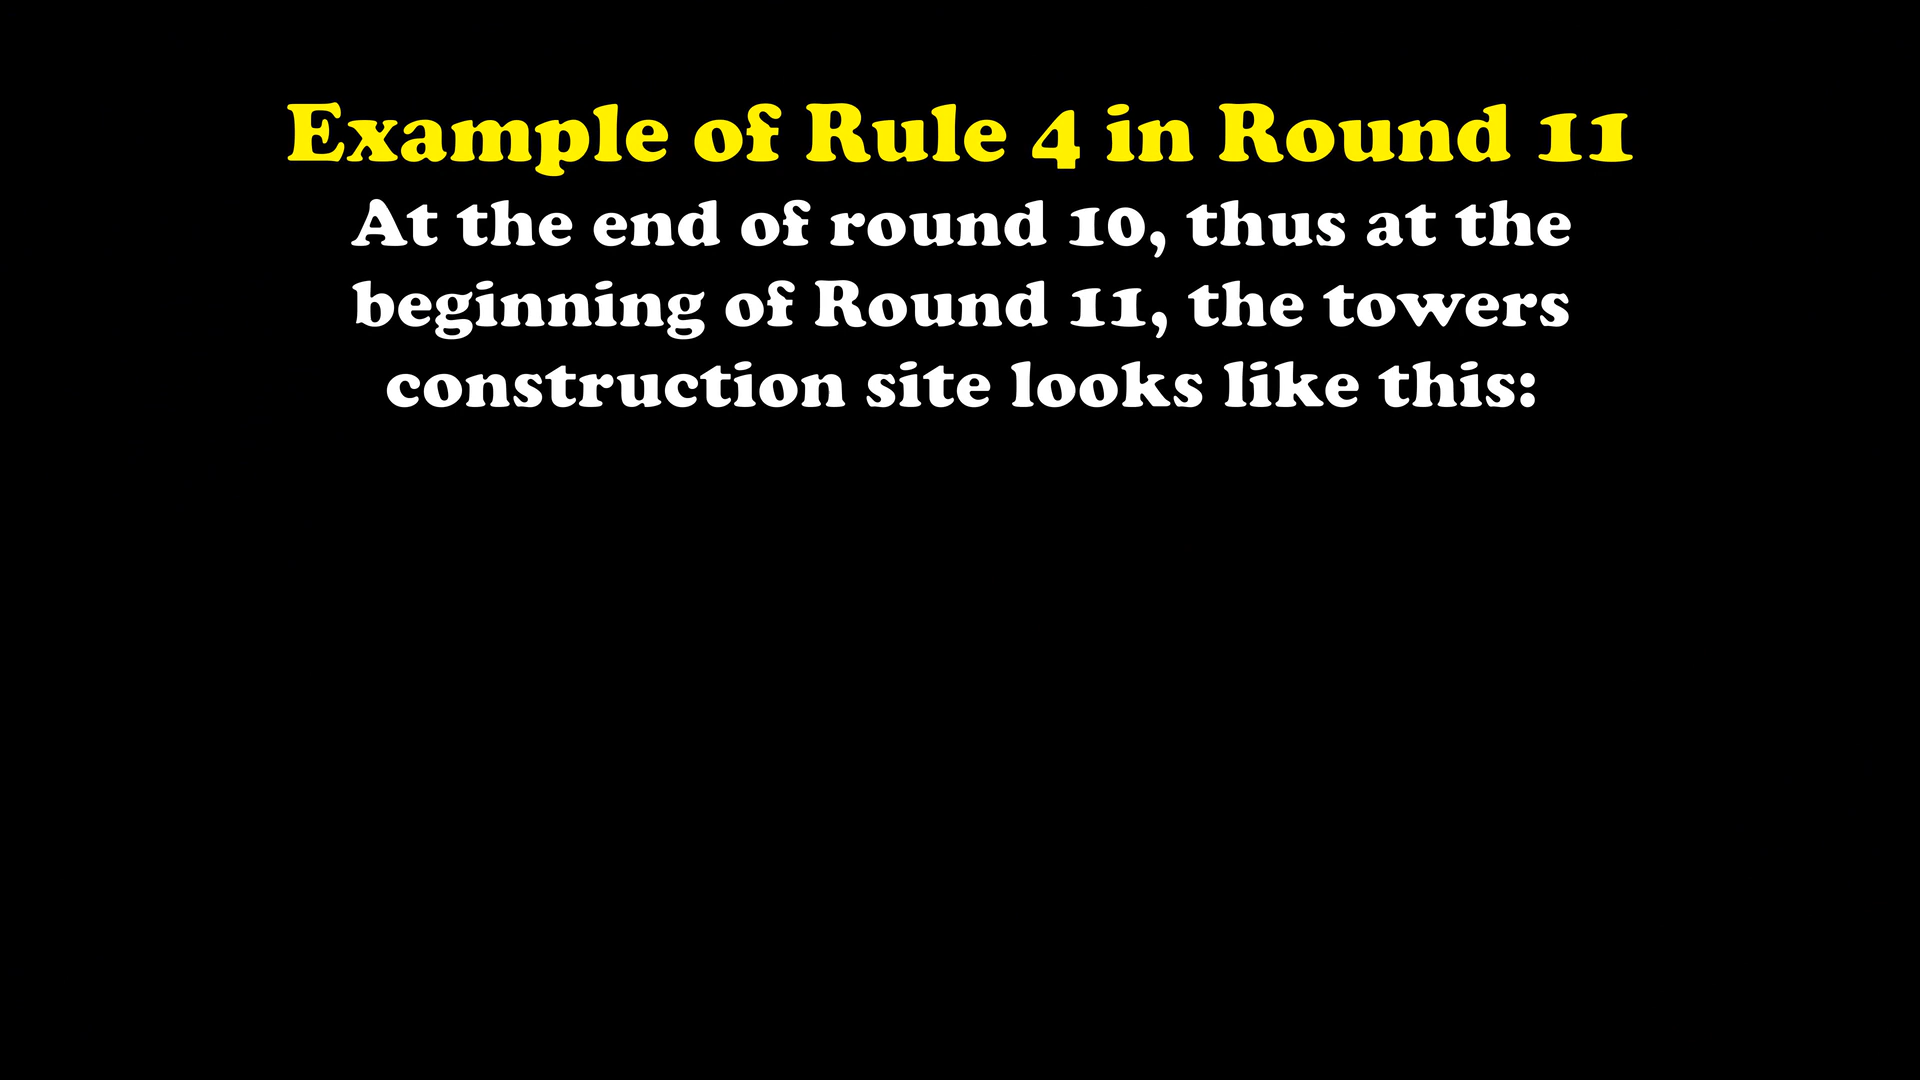 Example of Rule 4 in Round 11
At the end of round 10, thus at the
beginning of Round 11, the towers
construction site looks like this: